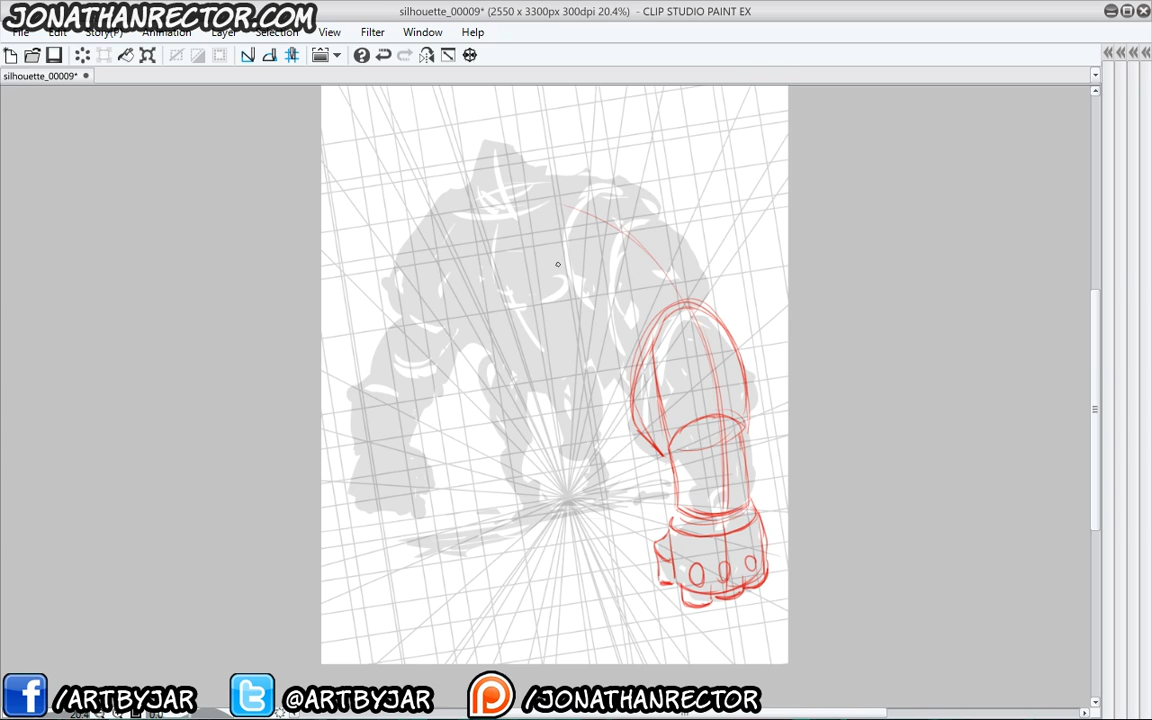 JONATHANRECTOR.COM
silhouette_00009* (2550 x 3300px 300dpi 20.4%) - CLIP STUDIO PAINT EX
File Edit Story(P) Animation Layer Selection View Filter Window Help
silhouette_00009*
/ARTBYJAR @ARTBYJAR /JONATHANRECTOR